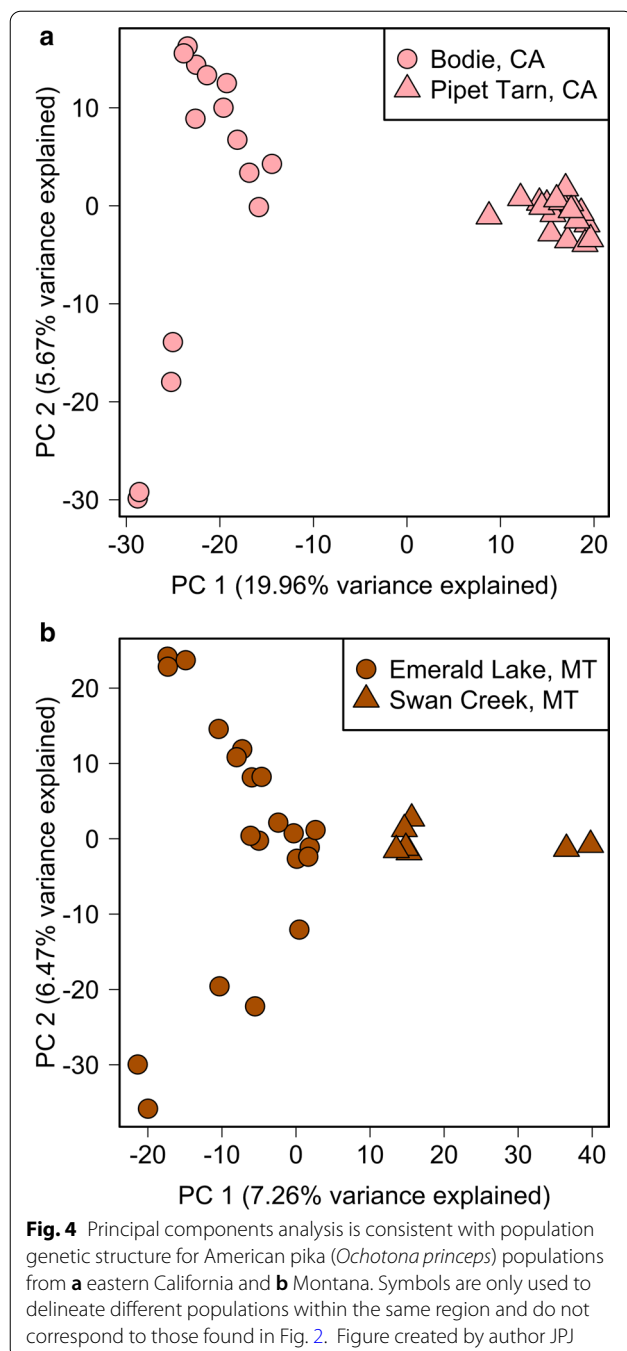 a
Bodie, CA
Pipet Tarn, CA
10
0
-10
-20
-30
PC 2 (5.67% variance explained)
-30 -20 -10 0 10 20
PC 1 (19.96% variance explained)
b
Emerald Lake, MT
Swan Creek, MT
20
10
0
-10
-20
-30
PC 2 (6.47% variance explained)
-20 -10 0 10 20 30 40
PC 1 (7.26% variance explained)
Fig. 4 Principal components analysis is consistent with population
genetic structure for American pika (Ochotona princeps) populations
from a eastern California and b Montana. Symbols are only used to
delineate different populations within the same region and do not
correspond to those found in Fig. 2. Figure created by author JPJ